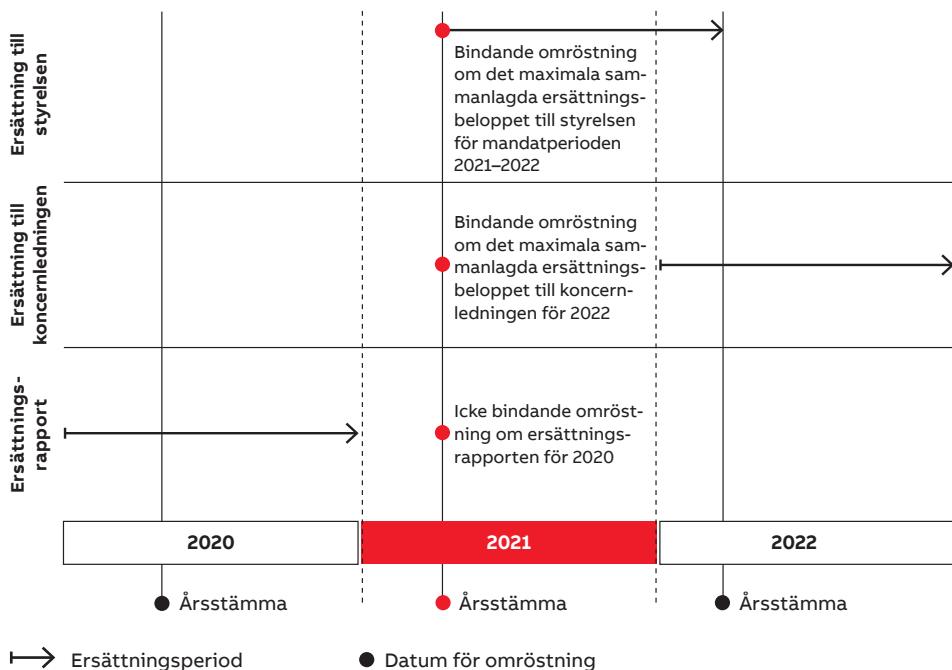 Ersättning till
styrelsen
Bindande omröstning
om det maximala sam-
manlagda ersättnings-
beloppet till styrelsen
för mandatperioden
2021–2022
Ersättning till
koncernledningen
Bindande omröstning
om det maximala sam-
manlagda ersättnings-
beloppet till koncern-
ledningen för 2022
Ersättnings-
rapport
Icke bindande omröst-
ning om ersättnings-
rapporten för 2020
2020
2021
2022
Årsstämma
Årsstämma
Årsstämma
Ersättningsperiod
Datum för omröstning